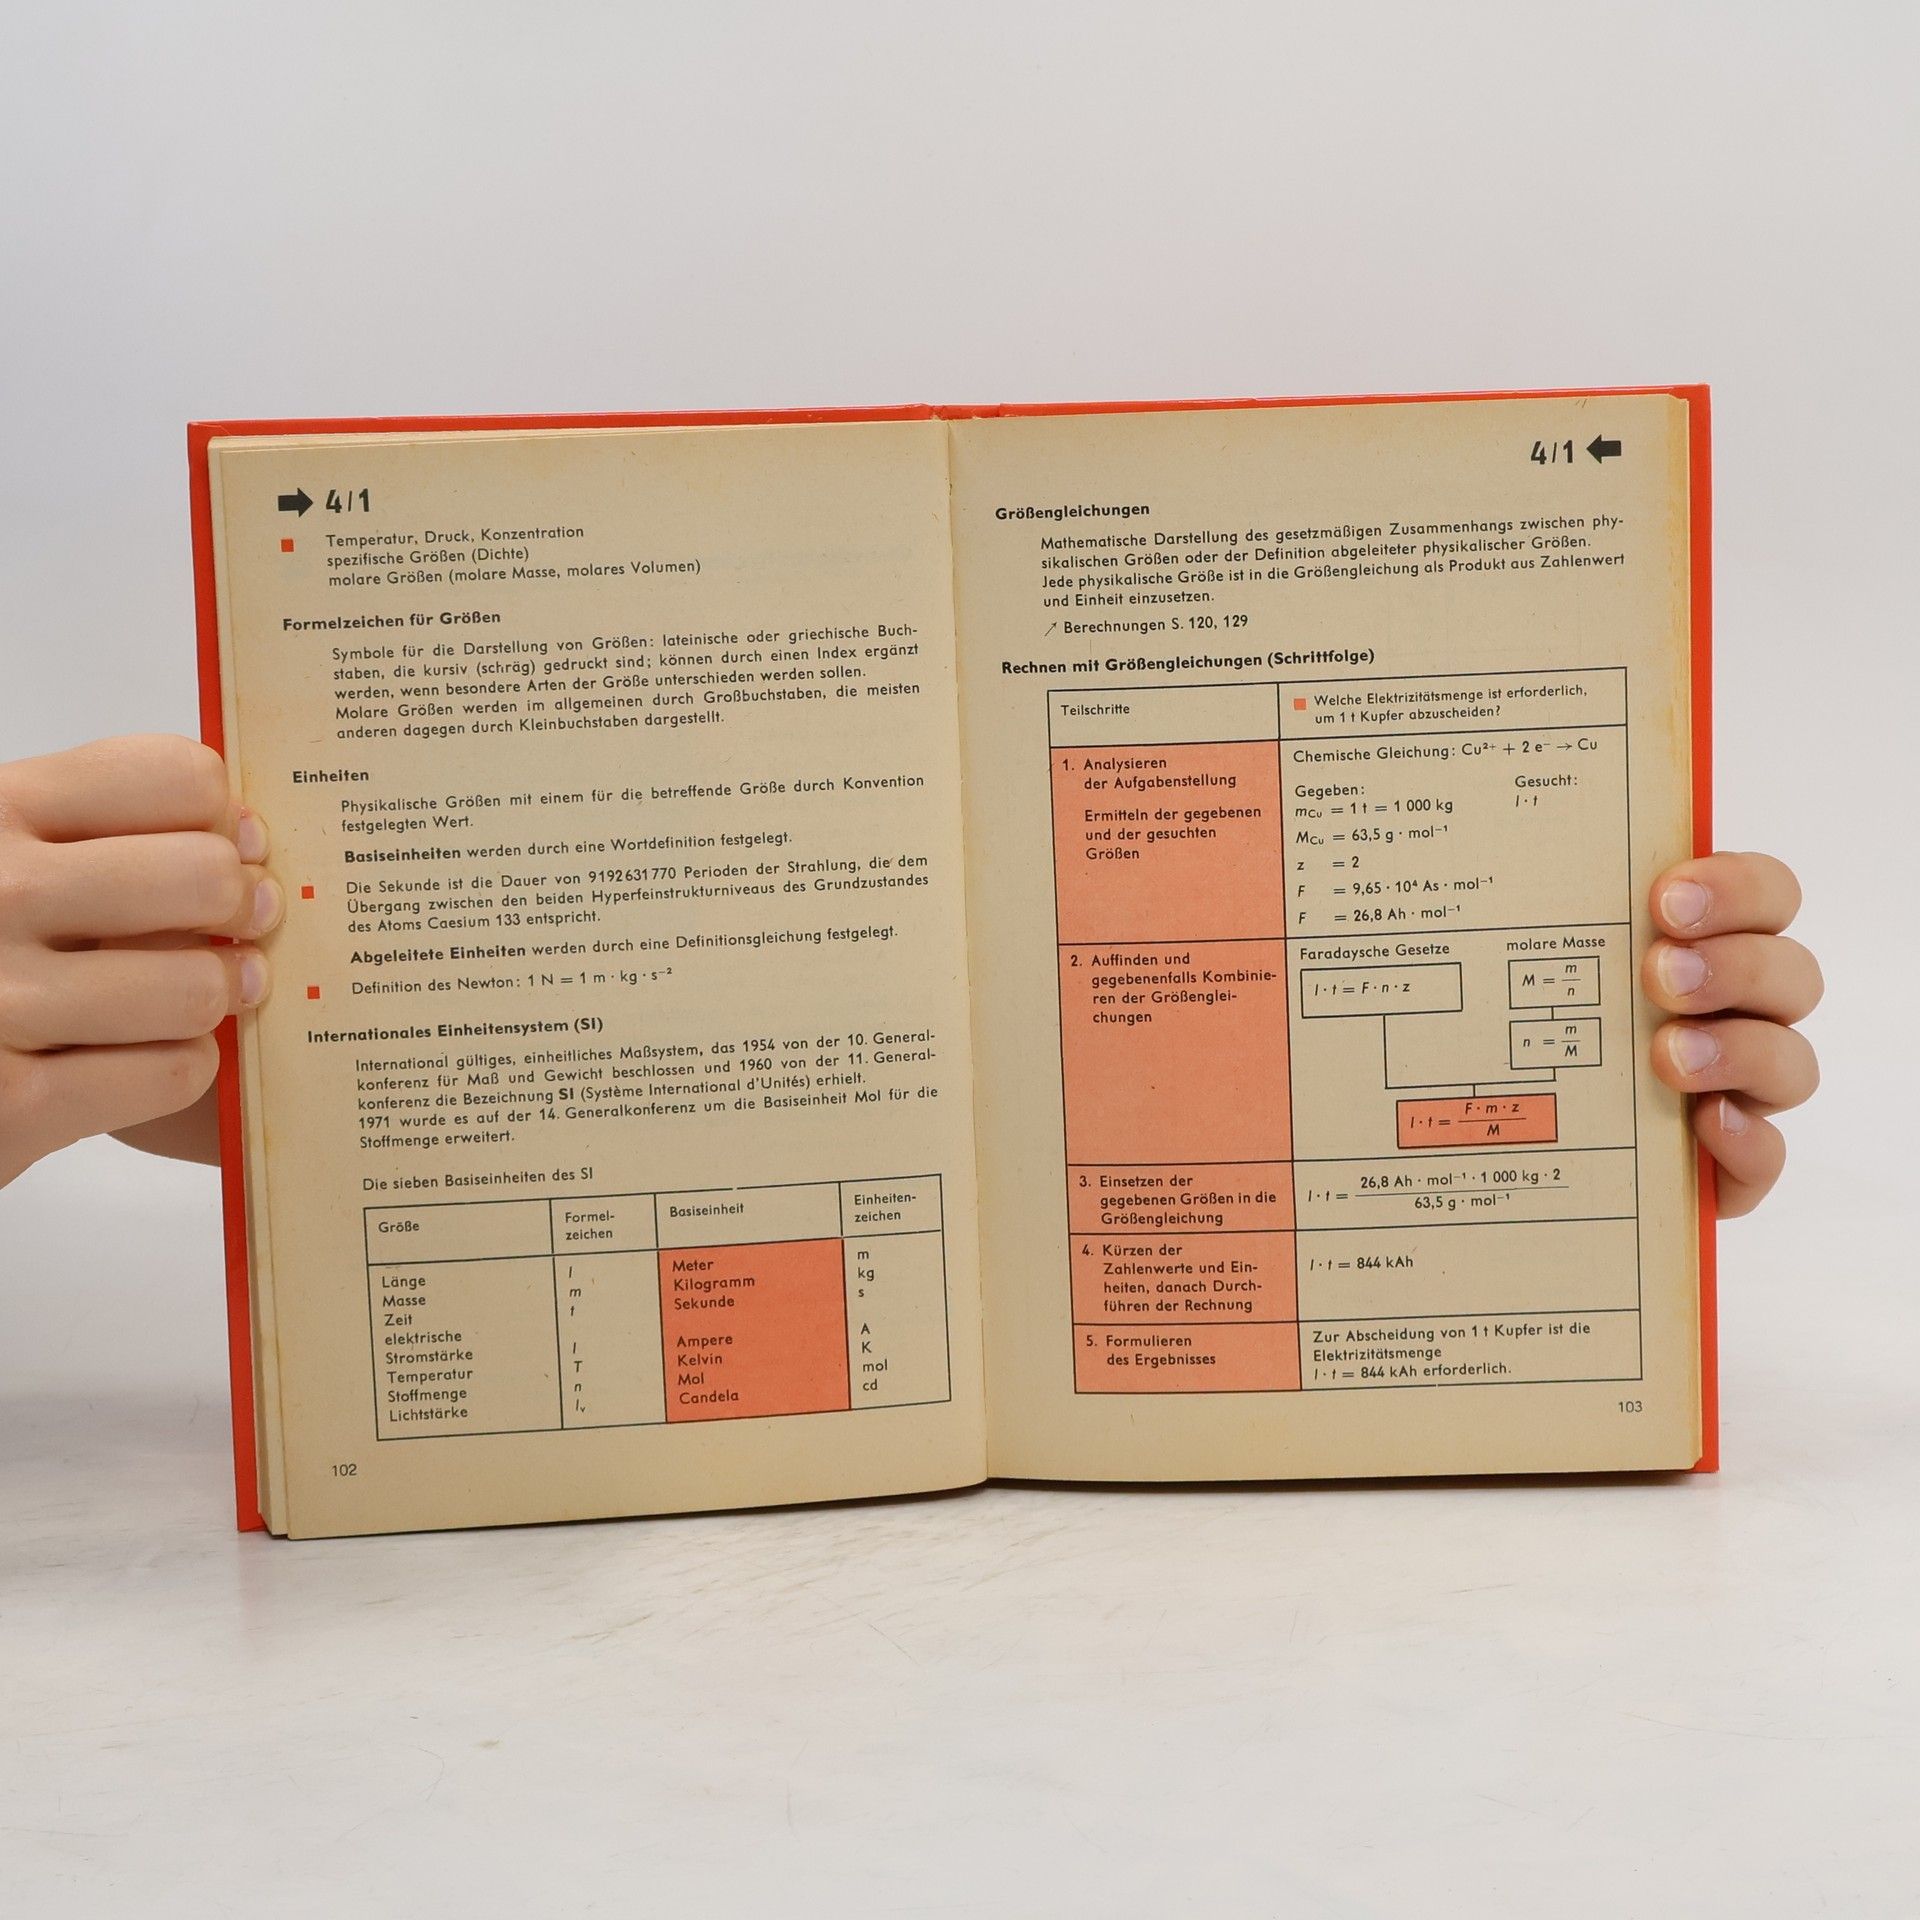 4/1
Temperatur, Druck, Konzentration
spezifische Größen (Dichte)
molare Größen (molare Masse, molares Volumen)
Formelzeichen für Größen
Symbole für die Darstellung von Größen: lateinische oder griechische Buch-
staben, die kursiv (schräg) gedruckt sind; können durch einen Index ergänzt
werden, wenn besondere Arten der Größe unterschieden werden sollen.
Molare Größen werden im allgemeinen durch Großbuchstaben, die meisten
anderen dagegen durch Kleinbuchstaben dargestellt.
Einheiten
Physikalische Größen mit einem für die betreffende Größe durch Konvention
festgelegten Wert.
Basiseinheiten werden durch eine Wortdefinition festgelegt.
Die Sekunde ist die Dauer von 9192631770 Perioden der Strahlung, die dem
Übergang zwischen den beiden Hyperfeinstrukturniveaus des Grundzustandes
des Atoms Caesium 133 entspricht.
Abgeleitete Einheiten werden durch eine Definitionsgleichung festgelegt.
Definition des Newton: 1 N = 1 m · kg · s⁻²
Internationales Einheitensystem (SI)
International gültiges, einheitliches Maßsystem, das 1954 von der 10. General-
konferenz für Maß und Gewicht beschlossen und 1960 von der 11. General-
konferenz die Bezeichnung SI (Système International d'Unités) erhielt.
1971 wurde es auf der 14. Generalkonferenz um die Basiseinheit Mol für die
Stoffmenge erweitert.
Die sieben Basiseinheiten des SI
Größe Formel- Basiseinheit Einheiten-
zeichen zeichen
Länge l Meter m
Masse m Kilogramm kg
Zeit t Sekunde s
elektrische
Stromstärke I Ampere A
Temperatur T Kelvin K
Stoffmenge n Mol mol
Lichtstärke Iᵥ Candela cd
102
4/1
Größengleichungen
Mathematische Darstellung des gesetzmäßigen Zusammenhangs zwischen phy-
sikalischen Größen oder der Definition abgeleiteter physikalischer Größen.
Jede physikalische Größe ist in die Größengleichung als Produkt aus Zahlenwert
und Einheit einzusetzen.
↗ Berechnungen S. 120, 129
Rechnen mit Größengleichungen (Schrittfolge)
Teilschritte
Welche Elektrizitätsmenge ist erforderlich,
um 1 t Kupfer abzuscheiden?
1. Analysieren
der Aufgabenstellung
Ermitteln der gegebenen
und der gesuchten
Größen
Chemische Gleichung: Cu²⁺ + 2 e⁻ → Cu
Gegeben: Gesucht:
mCu = 1 t = 1 000 kg I · t
MCu = 63,5 g · mol⁻¹
z = 2
F = 9,65 · 10⁴ As · mol⁻¹
F = 26,8 Ah · mol⁻¹
2. Auffinden und
gegebenenfalls Kombinie-
ren der Größenglei-
chungen
Faradaysche Gesetze molare Masse
I · t = F · n · z M = m/n
n = m/M
I · t = F · m · z / M
3. Einsetzen der
gegebenen Größen in die
Größengleichung
I · t = 26,8 Ah · mol⁻¹ · 1 000 kg · 2 / 63,5 g · mol⁻¹
4. Kürzen der
Zahlenwerte und Ein-
heiten, danach Durch-
führen der Rechnung
I · t = 844 kAh
5. Formulieren
des Ergebnisses
Zur Abscheidung von 1 t Kupfer ist die
Elektrizitätsmenge
I · t = 844 kAh erforderlich.
103